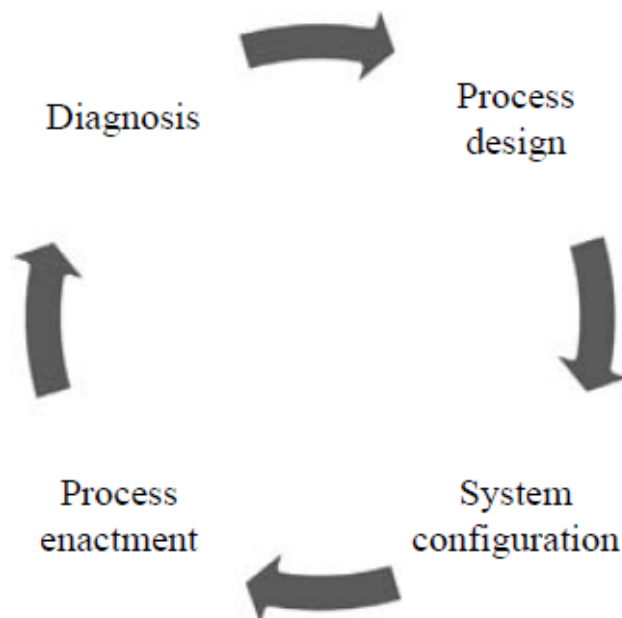 Diagnosis
Process
design
Process
enactment
System
configuration